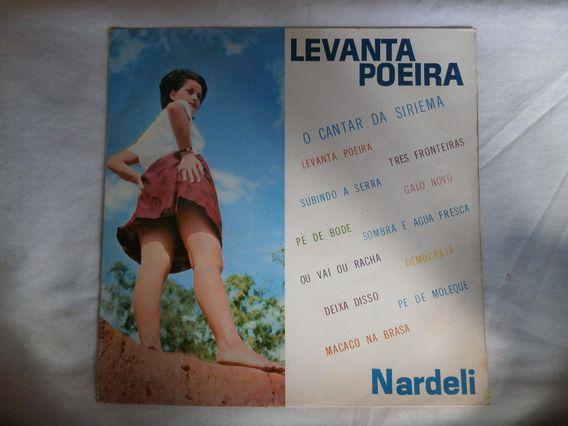 LEVANTA
POEIRA
O CANTAR DA SIRIEMA
LEVANTA POEIRA
TRES FRONTEIRAS
SUBINDO A SERRA
GALO NOVO
PÉ DE BODE
SOMBRA E AGUA FRESCA
OU VAI OU RACHA
DEMOCRATA
DEIXA DISSO
PE DE MOLEQUE
MACACO NA BRASA
Nardeli